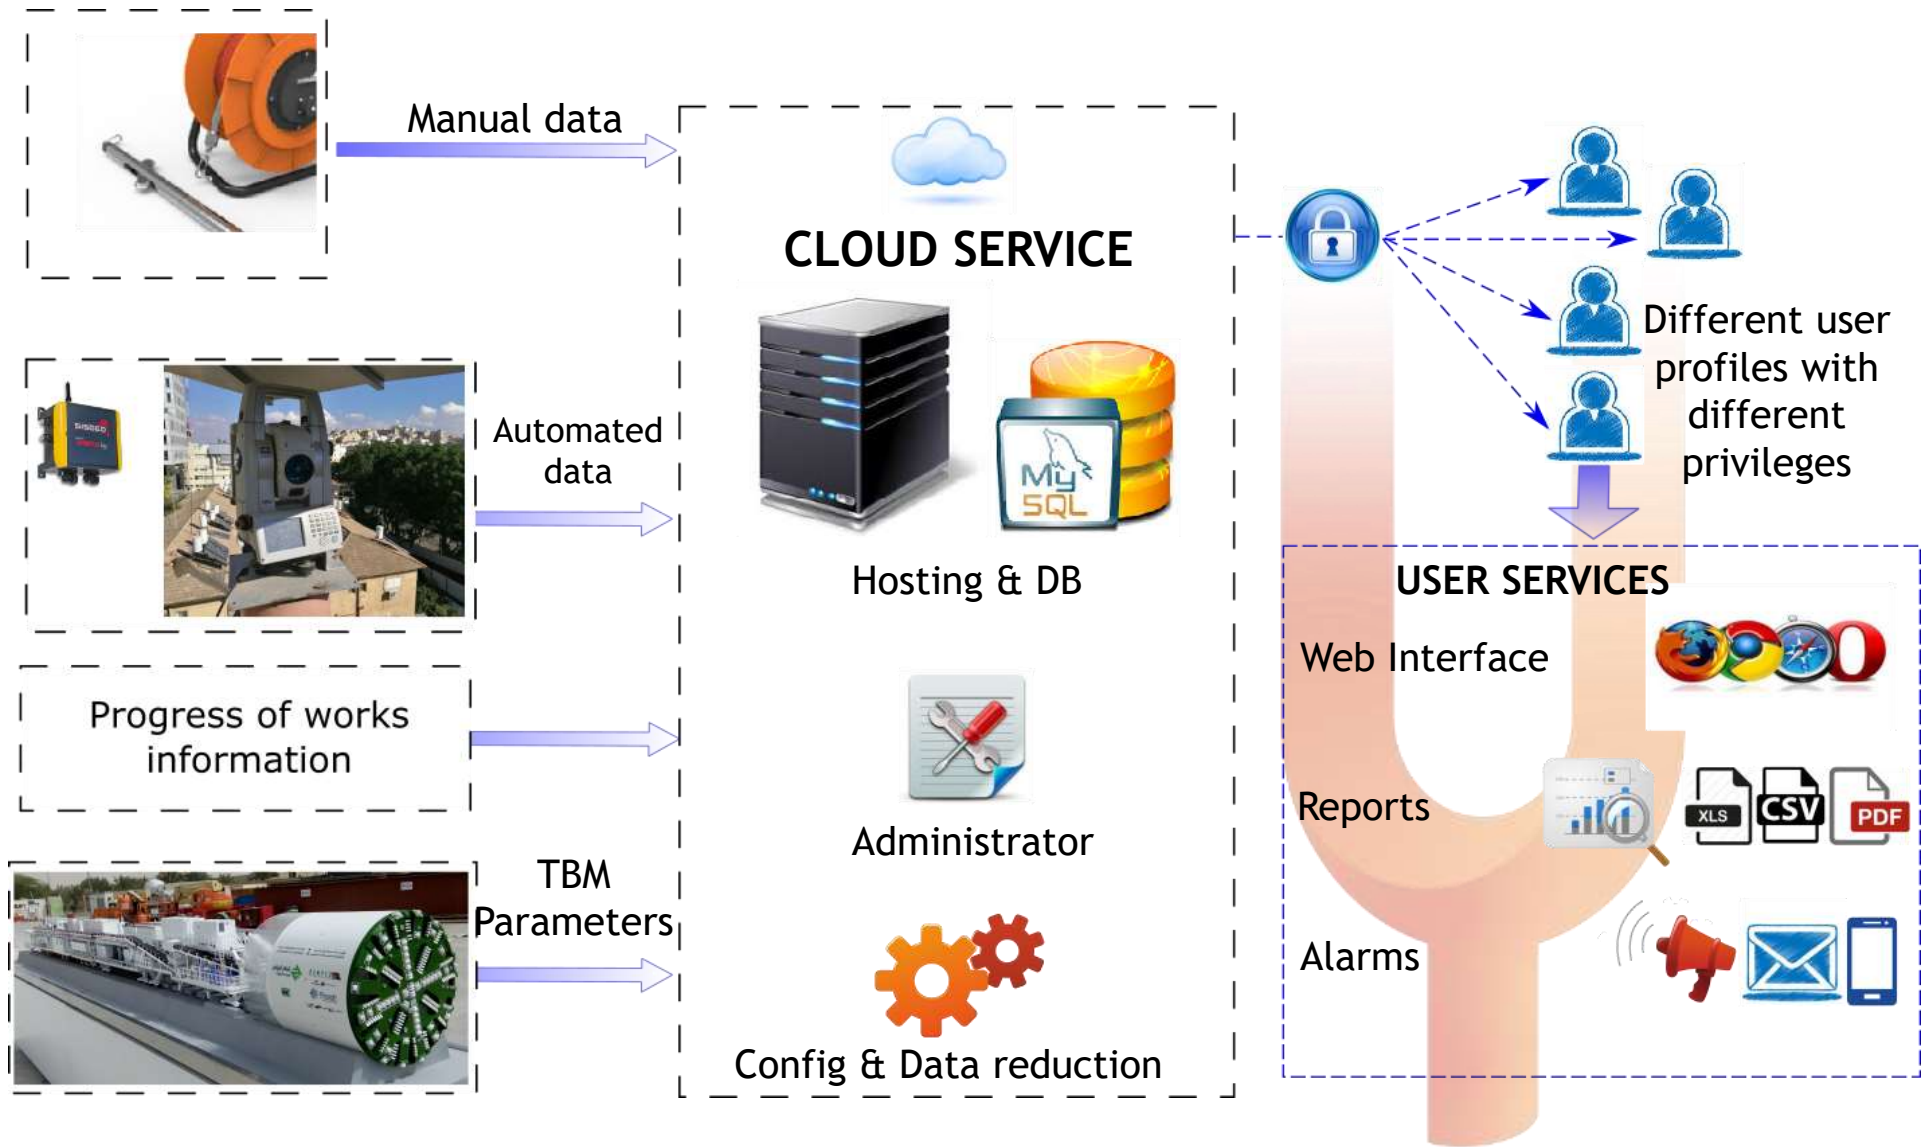 Manual data
CLOUD SERVICE
Different user
profiles with
different
privileges
SISGEO
Automated
data
My
SQL
Hosting & DB
USER SERVICES
Web Interface
Progress of works
information
Reports
XLS
CSV
PDF
Administrator
TBM
Parameters
Alarms
Config & Data reduction